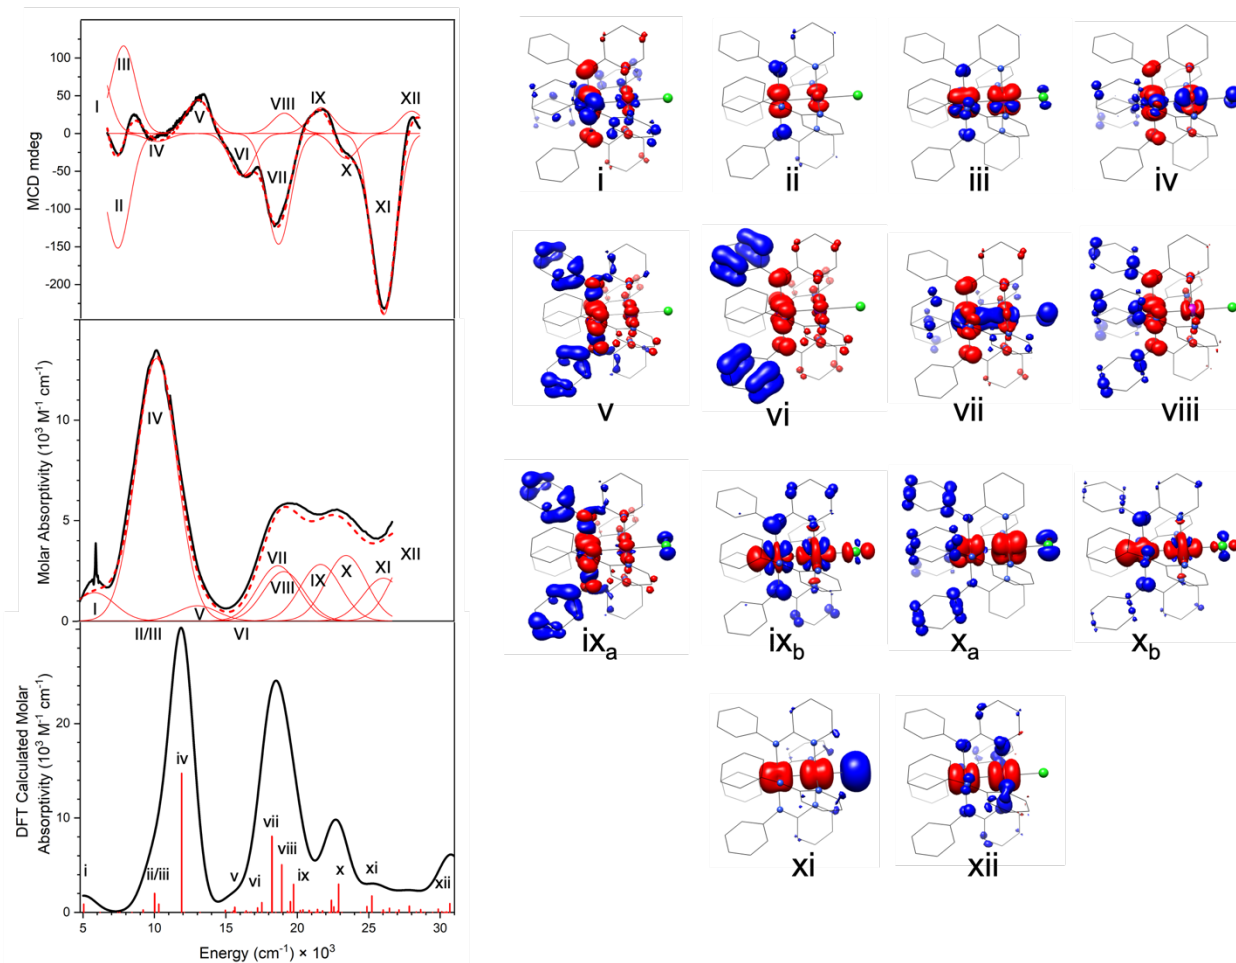 MCD mdeg
100
50
0
-50
-100
-150
-200
I
II
III
IV
V
VI
VII
VIII
IX
X
XI
XII
Molar Absorptivity (10³ M⁻¹ cm⁻¹)
10
5
0
I
II/III
IV
V
VI
VII
VIII
IX
X
XI
XII
DFT Calculated Molar
Absorptivity (10³ M⁻¹ cm⁻¹)
20
10
0
i
ii/iii
iv
v
vi
vii
viii
ix
x
xi
xii
10 15 20 25 30
Energy (cm⁻¹) × 10³
i ii iii iv
v vi vii viii
ixₐ ix_b xₐ x_b
xi xii